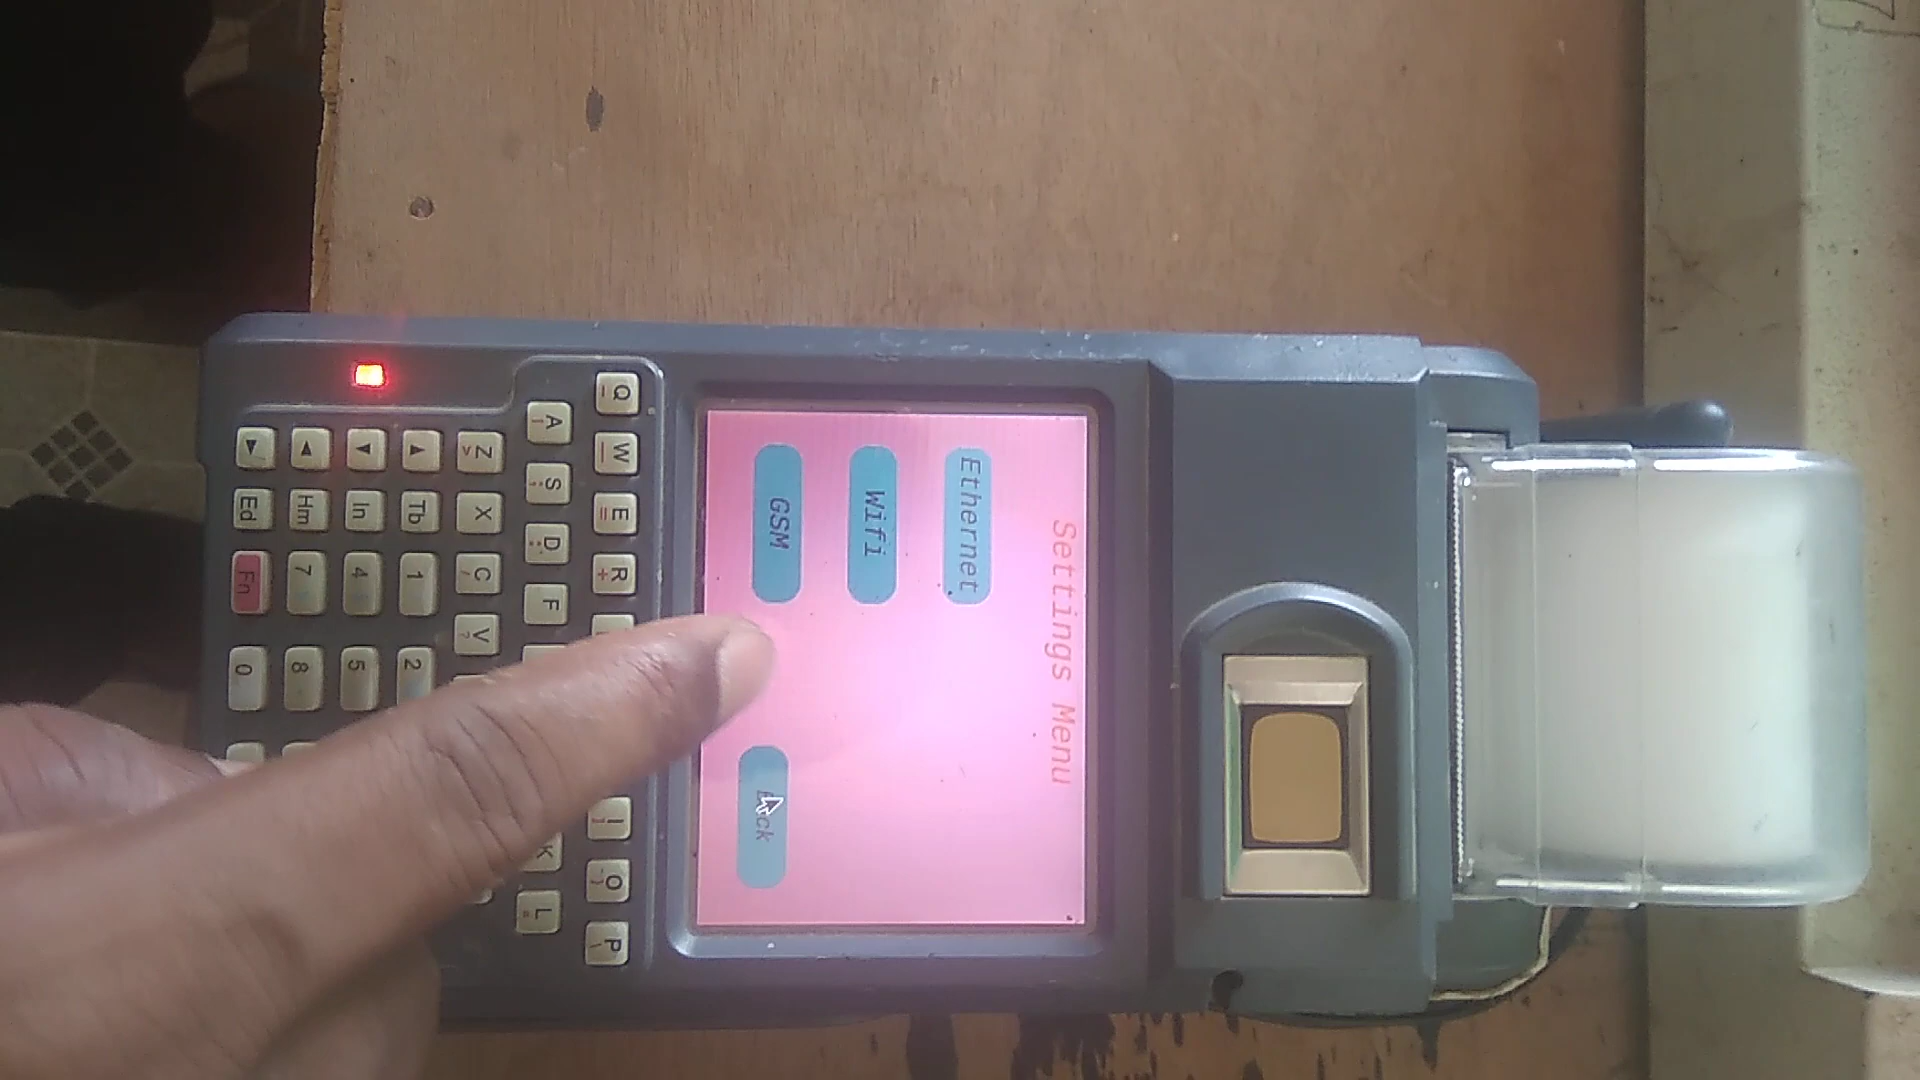 Settings Menu
Ethernet
Wifi
GSM
Q W E R
I O P
A S D F
K L
Z X C V
Tb 1 2
In 4 5
Hm 7 8
Ed Fn 0